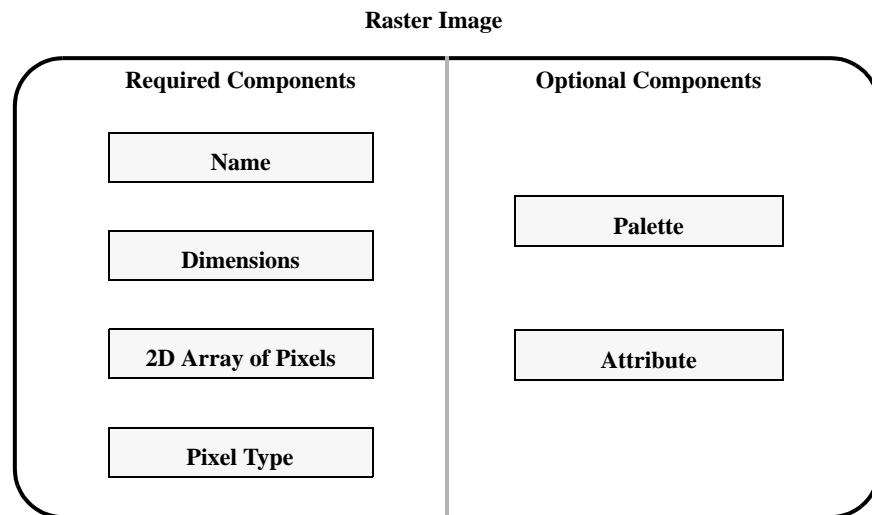 Raster Image
Required Components
Optional Components
Name
Dimensions
2D Array of Pixels
Pixel Type
Palette
Attribute